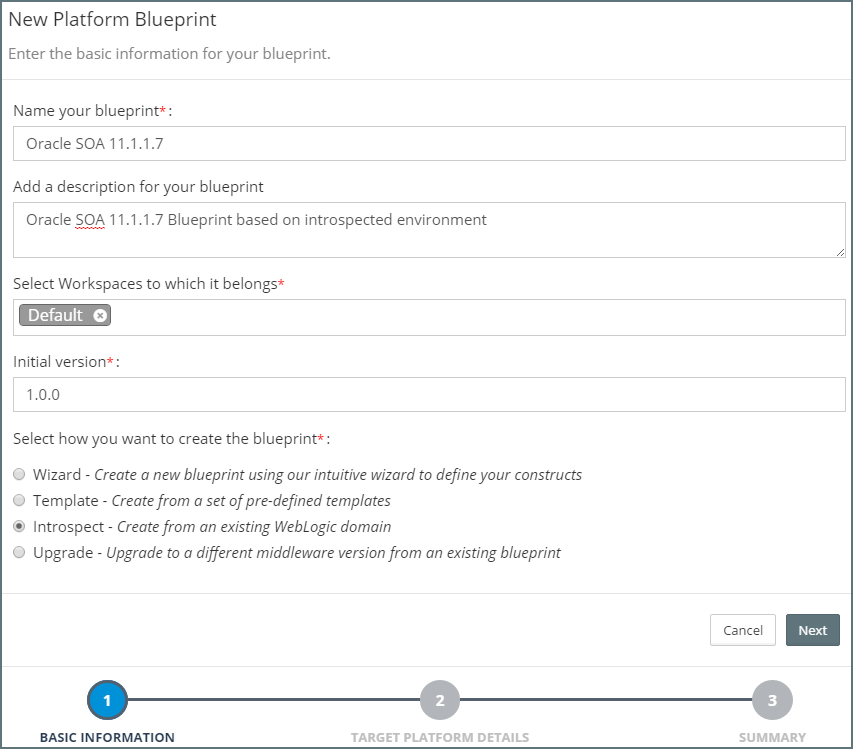 New Platform Blueprint
Enter the basic information for your blueprint.
Name your blueprint*:
Oracle SOA 11.1.1.7
Add a description for your blueprint
Oracle SOA 11.1.1.7 Blueprint based on introspected environment
Select Workspaces to which it belongs*
Default
Initial version*:
1.0.0
Select how you want to create the blueprint*:
Wizard - Create a new blueprint using our intuitive wizard to define your constructs
Template - Create from a set of pre-defined templates
Introspect - Create from an existing WebLogic domain
Upgrade - Upgrade to a different middleware version from an existing blueprint
Cancel Next
1 2 3
BASIC INFORMATION TARGET PLATFORM DETAILS SUMMARY